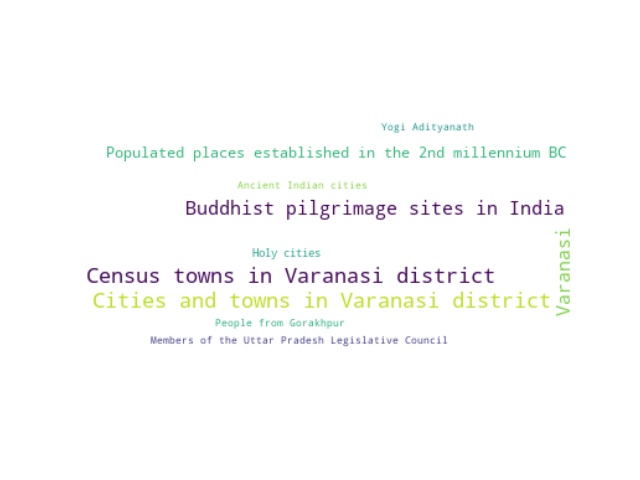 Yogi Adityanath
Populated places established in the 2nd millennium BC
Ancient Indian cities
Buddhist pilgrimage sites in India
Varanasi
Holy cities
Census towns in Varanasi district
Cities and towns in Varanasi district
People from Gorakhpur
Members of the Uttar Pradesh Legislative Council